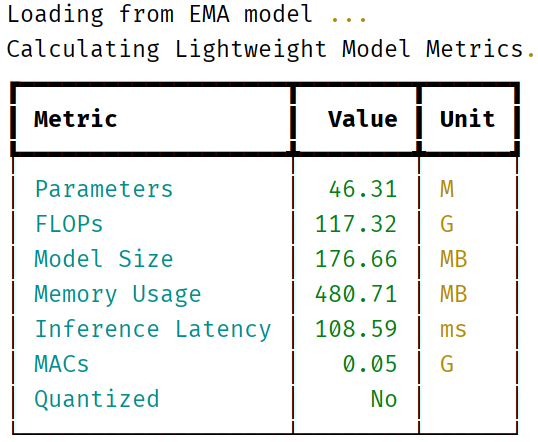 Loading from EMA model ...
Calculating Lightweight Model Metrics.
Metric Value Unit
Parameters 46.31 M
FLOPs 117.32 G
Model Size 176.66 MB
Memory Usage 480.71 MB
Inference Latency 108.59 ms
MACs 0.05 G
Quantized No